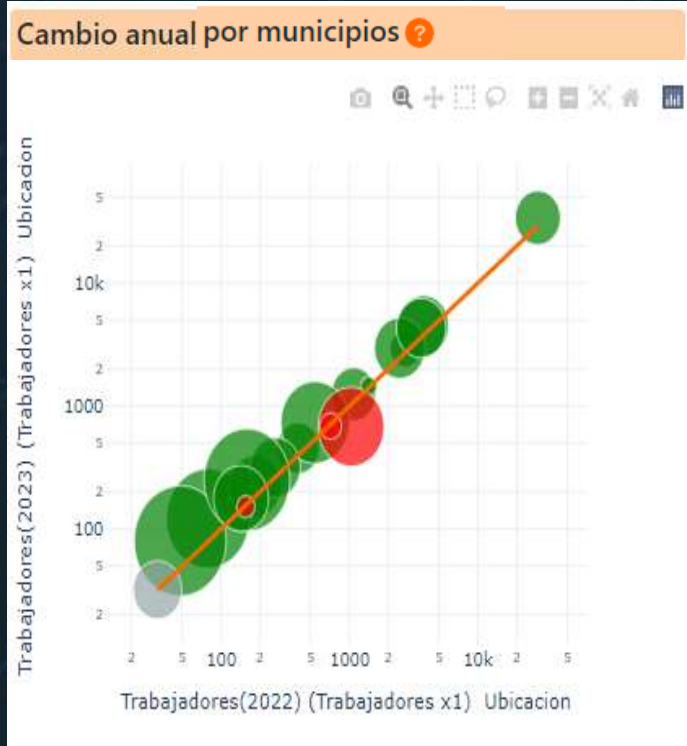 Cambio anual por municipios ?
Trabajadores(2023) (Trabajadores x1) Ubicacion
5
2
10k
5
2
1000
5
2
100
5
2
2 5 100 2 5 1000 2 5 10k 2 5
Trabajadores(2022) (Trabajadores x1) Ubicacion